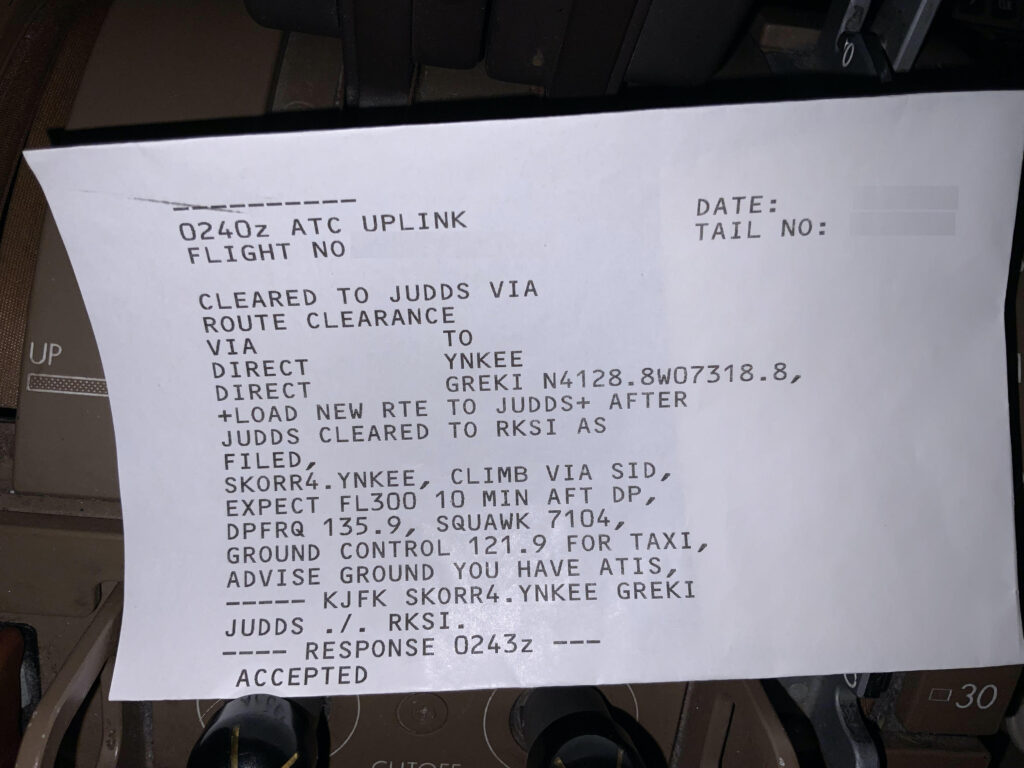 ----------
0240z ATC UPLINK
FLIGHT NO
DATE:
TAIL NO:
CLEARED TO JUDDS VIA
ROUTE CLEARANCE
VIA TO
DIRECT YNKEE
DIRECT GREKI N4128.8W07318.8,
+LOAD NEW RTE TO JUDDS+ AFTER
JUDDS CLEARED TO RKSI AS
FILED,
SKORR4.YNKEE, CLIMB VIA SID,
EXPECT FL300 10 MIN AFT DP,
DPFRQ 135.9, SQUAWK 7104,
GROUND CONTROL 121.9 FOR TAXI,
ADVISE GROUND YOU HAVE ATIS,
----- KJFK SKORR4.YNKEE GREKI
JUDDS ./. RKSI.
---- RESPONSE 0243z ---
ACCEPTED
UP
30
CUTOFF